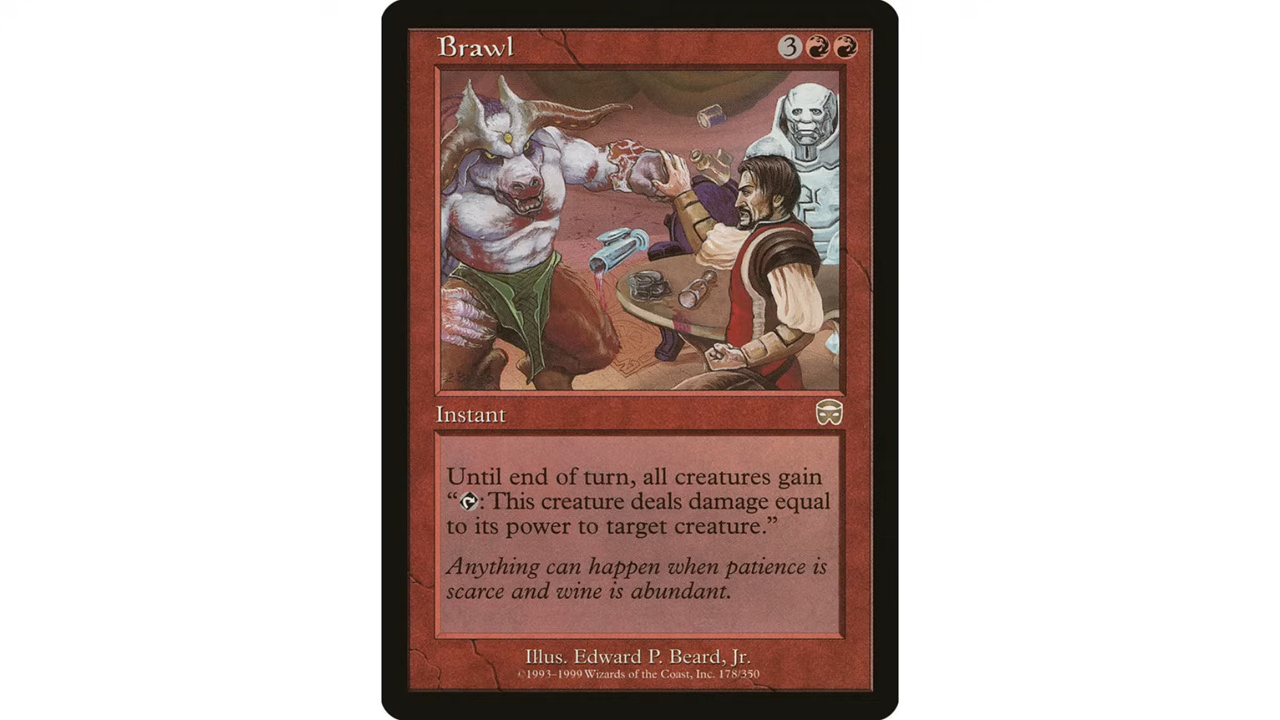 Brawl
3
Instant
Until end of turn, all creatures gain
“: This creature deals damage equal
to its power to target creature.”
Anything can happen when patience is
scarce and wine is abundant.
Illus. Edward P. Beard, Jr.
©1993–1999 Wizards of the Coast, Inc. 178/350